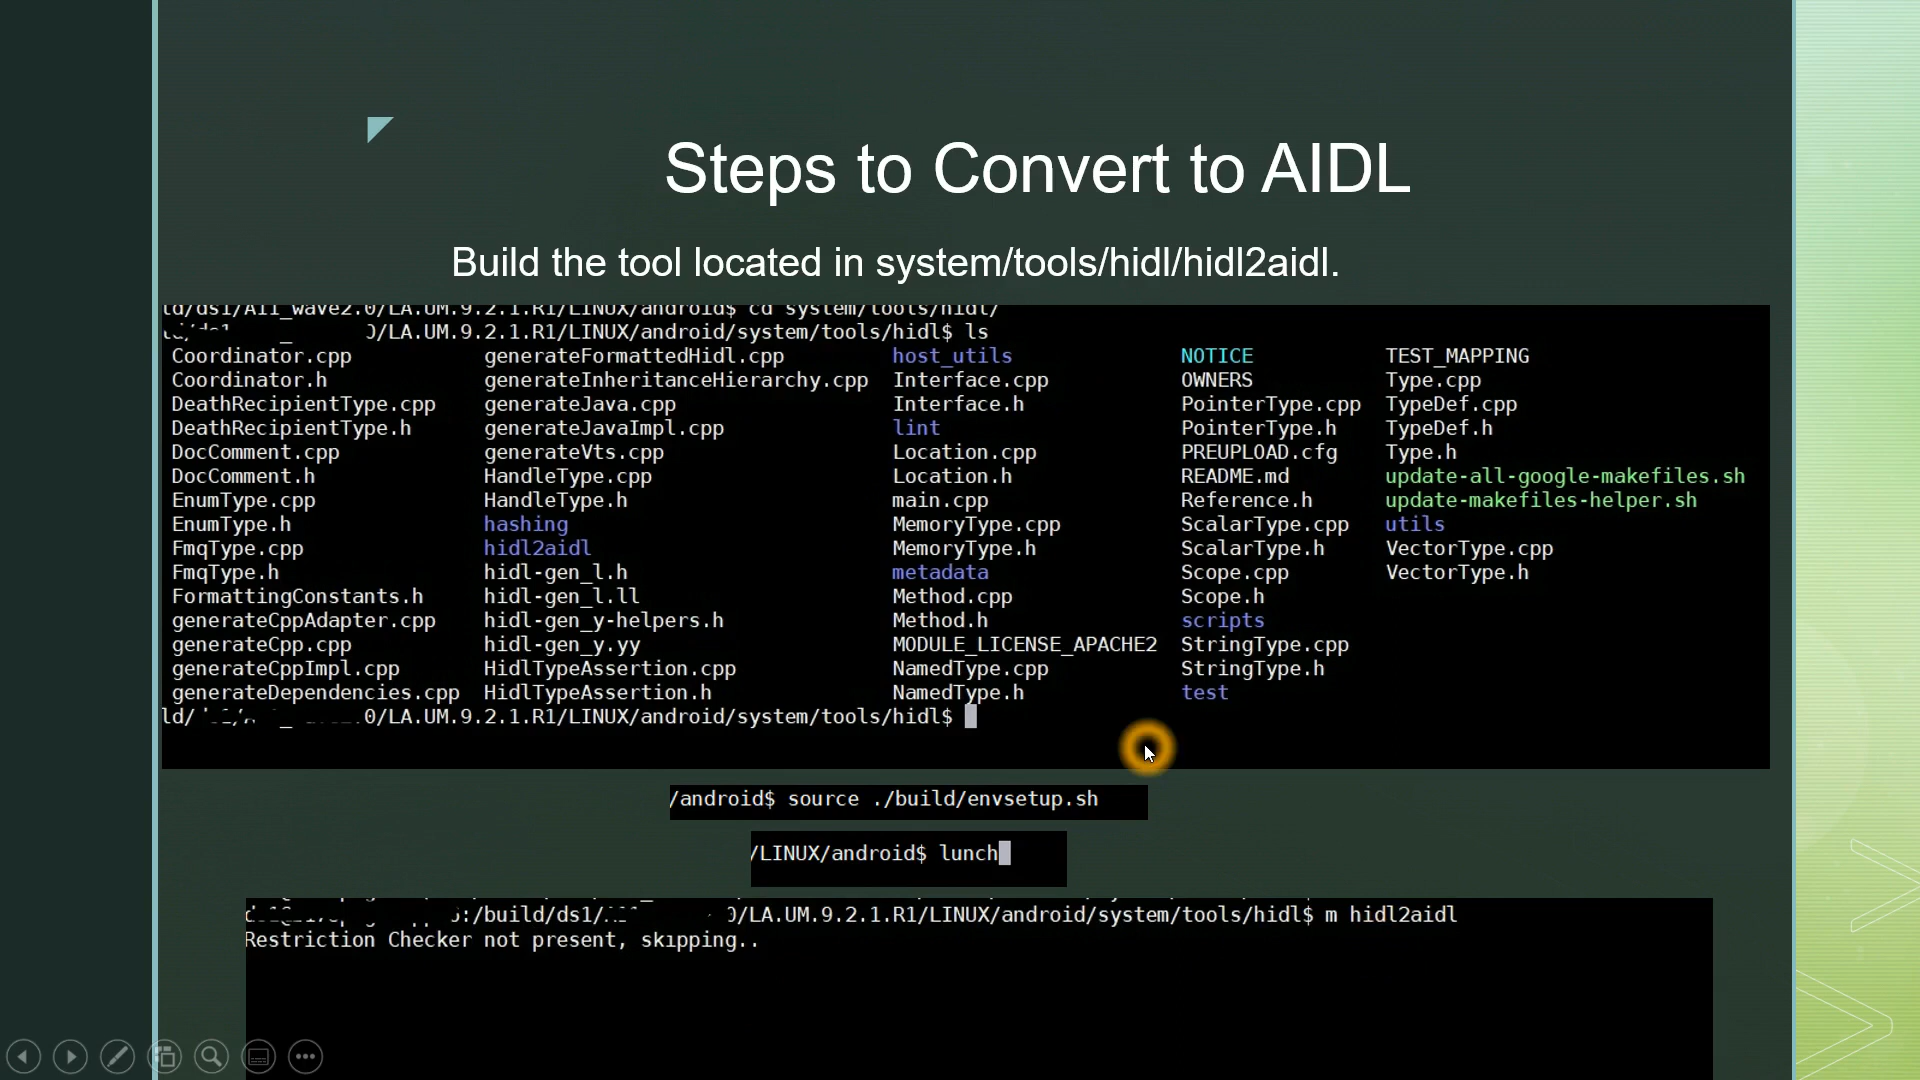 Steps to Convert to AIDL
Build the tool located in system/tools/hidl/hidl2aidl.
ld/ds1/All_wave2.0/LA.UM.9.2.1.R1/LINUX/android$ cd system/tools/hidl/
0/LA.UM.9.2.1.R1/LINUX/android/system/tools/hidl$ ls
Coordinator.cpp generateFormattedHidl.cpp host_utils NOTICE TEST_MAPPING
Coordinator.h generateInheritanceHierarchy.cpp Interface.cpp OWNERS Type.cpp
DeathRecipientType.cpp generateJava.cpp Interface.h PointerType.cpp TypeDef.cpp
DeathRecipientType.h generateJavaImpl.cpp lint PointerType.h TypeDef.h
DocComment.cpp generateVts.cpp Location.cpp PREUPLOAD.cfg Type.h
DocComment.h HandleType.cpp Location.h README.md update-all-google-makefiles.sh
EnumType.cpp HandleType.h main.cpp Reference.h update-makefiles-helper.sh
EnumType.h hashing MemoryType.cpp ScalarType.cpp utils
FmqType.cpp hidl2aidl MemoryType.h ScalarType.h VectorType.cpp
FmqType.h hidl-gen_l.h metadata Scope.cpp VectorType.h
FormattingConstants.h hidl-gen_l.ll Method.cpp Scope.h
generateCppAdapter.cpp hidl-gen_y-helpers.h Method.h scripts
generateCpp.cpp hidl-gen_y.yy MODULE_LICENSE_APACHE2 StringType.cpp
generateCppImpl.cpp HidlTypeAssertion.cpp NamedType.cpp StringType.h
generateDependencies.cpp HidlTypeAssertion.h NamedType.h test
0/LA.UM.9.2.1.R1/LINUX/android/system/tools/hidl$
/android$ source ./build/envsetup.sh
/LINUX/android$ lunch
:/build/ds1/ 0/LA.UM.9.2.1.R1/LINUX/android/system/tools/hidl$ m hidl2aidl
Restriction Checker not present, skipping..